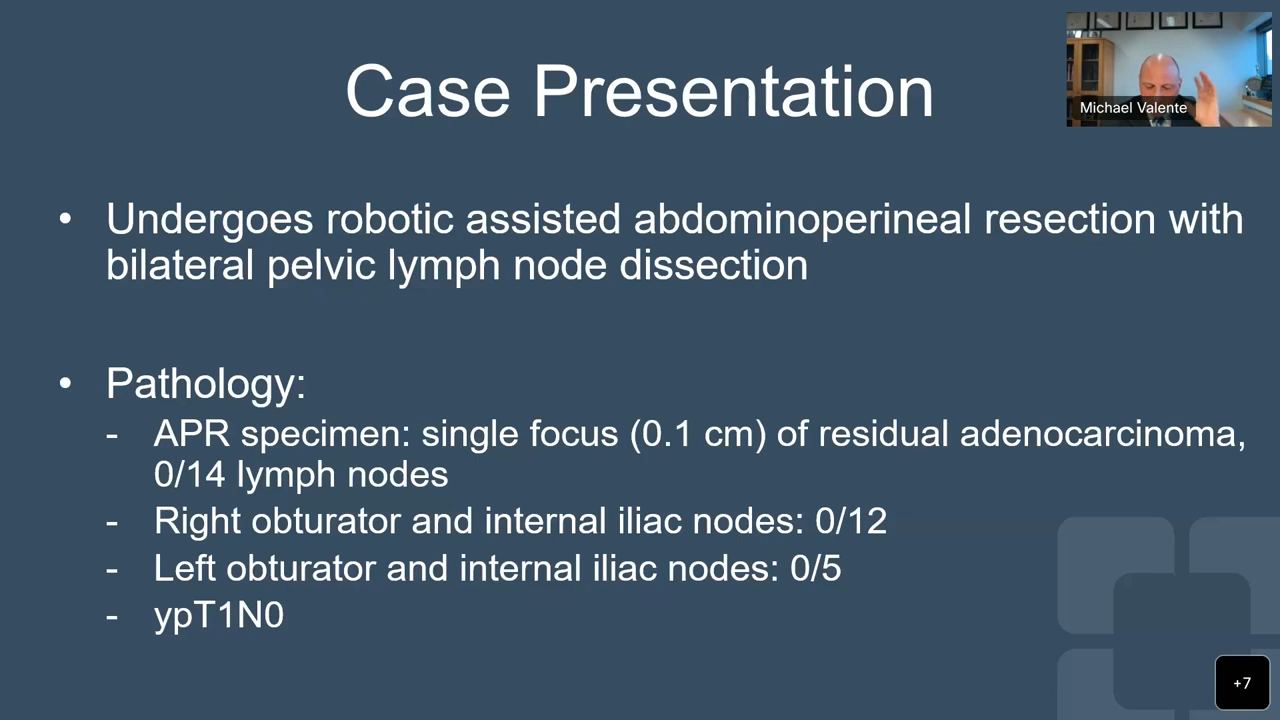 Case Presentation
Michael Valente
• Undergoes robotic assisted abdominoperineal resection with
bilateral pelvic lymph node dissection
• Pathology:
- APR specimen: single focus (0.1 cm) of residual adenocarcinoma,
0/14 lymph nodes
- Right obturator and internal iliac nodes: 0/12
- Left obturator and internal iliac nodes: 0/5
- ypT1N0
+7